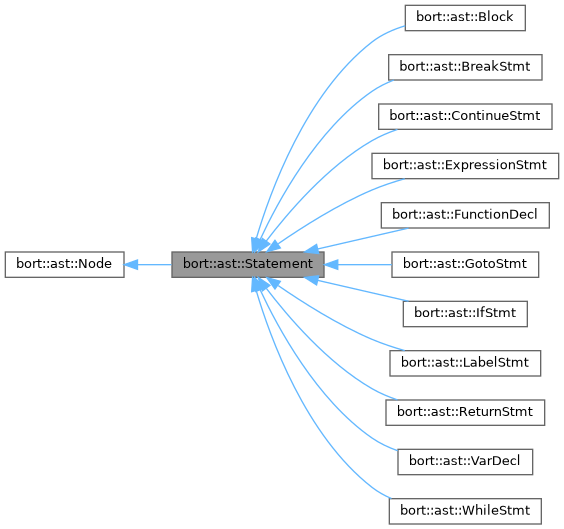 bort::ast::Block
bort::ast::BreakStmt
bort::ast::ContinueStmt
bort::ast::ExpressionStmt
bort::ast::FunctionDecl
bort::ast::Node
bort::ast::Statement
bort::ast::GotoStmt
bort::ast::IfStmt
bort::ast::LabelStmt
bort::ast::ReturnStmt
bort::ast::VarDecl
bort::ast::WhileStmt